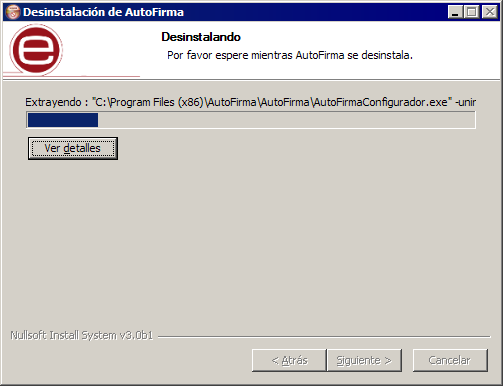 Desinstalación de AutoFirma
e
Desinstalando
Por favor espere mientras AutoFirma se desinstala.
Extrayendo : "C:\Program Files (x86)\AutoFirma\AutoFirma\AutoFirmaConfigurador.exe" -unir
Ver detalles
Nullsoft Install System v3.0b1
< Atrás
Siguiente >
Cancelar